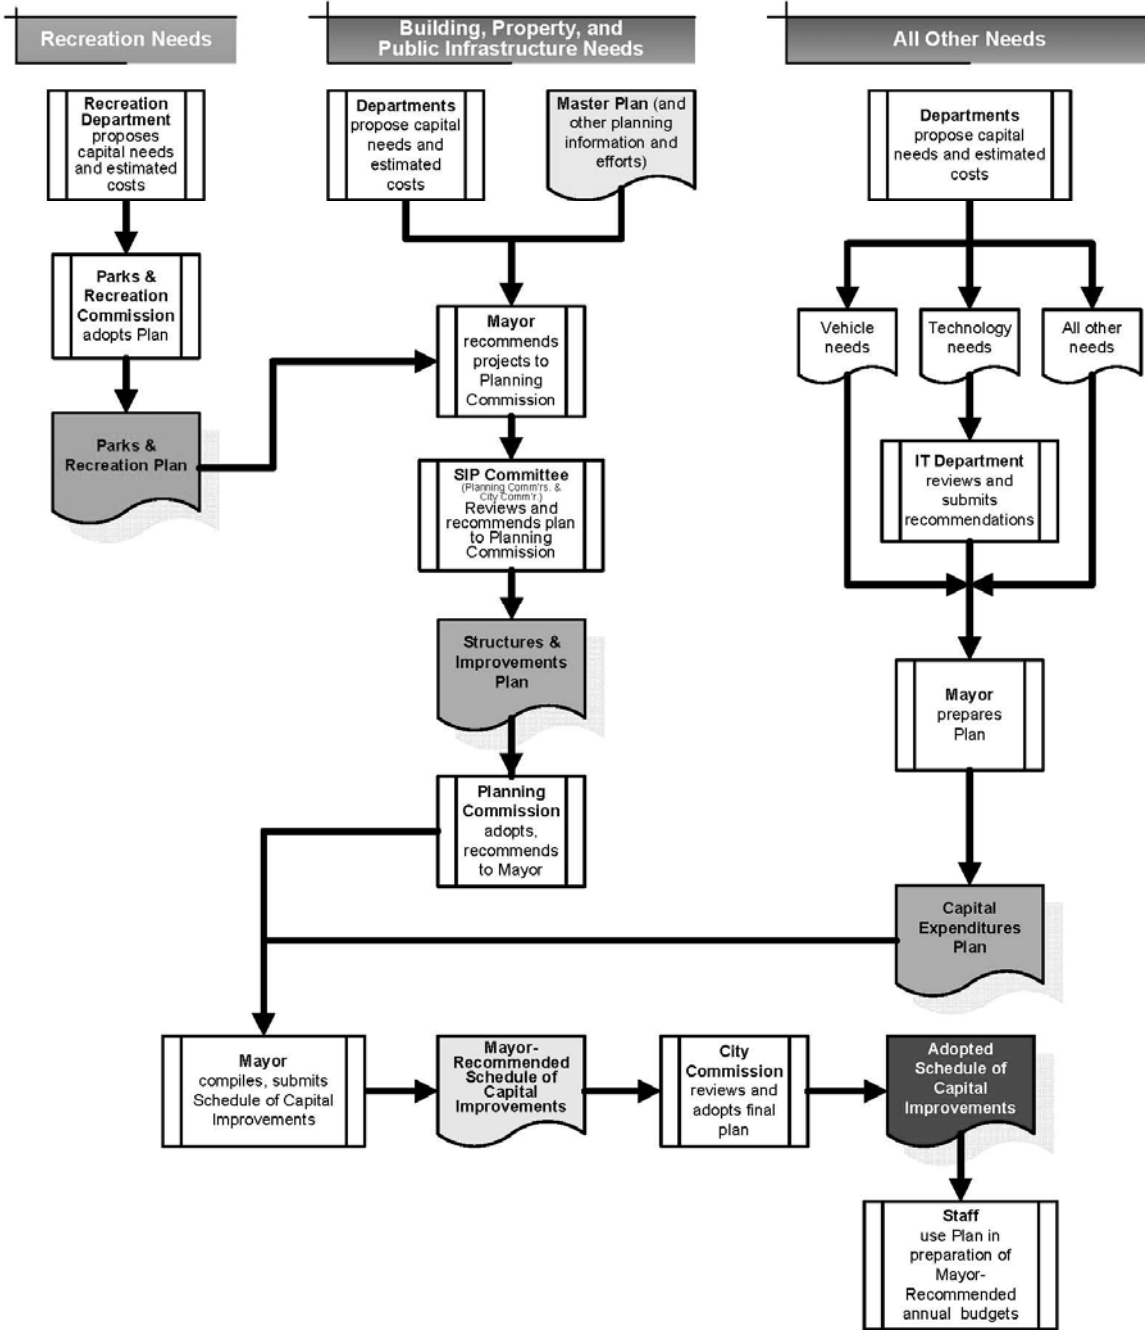 Recreation Needs
Building, Property, and
Public Infrastructure Needs
All Other Needs
Recreation
Department
proposes
capital needs
and estimated
costs
Departments
propose capital
needs and
estimated
costs
Master Plan (and
other planning
information and
efforts)
Departments
propose capital
needs and estimated
costs
Parks &
Recreation
Commission
adopts Plan
Mayor
recommends
projects to
Planning
Commission
Vehicle
needs
Technology
needs
All other
needs
Parks &
Recreation Plan
SIP Committee
(Planning Comm'rs. &
City Comm'r.)
Reviews and
recommends plan
to Planning
Commission
IT Department
reviews and
submits
recommendations
Structures &
Improvements
Plan
Mayor
prepares
Plan
Planning
Commission
adopts,
recommends
to Mayor
Capital
Expenditures
Plan
Mayor
compiles, submits
Schedule of Capital
Improvements
Mayor-
Recommended
Schedule of
Capital
Improvements
City
Commission
reviews and
adopts final
plan
Adopted
Schedule of
Capital
Improvements
Staff
use Plan in
preparation of
Mayor-
Recommended
annual budgets